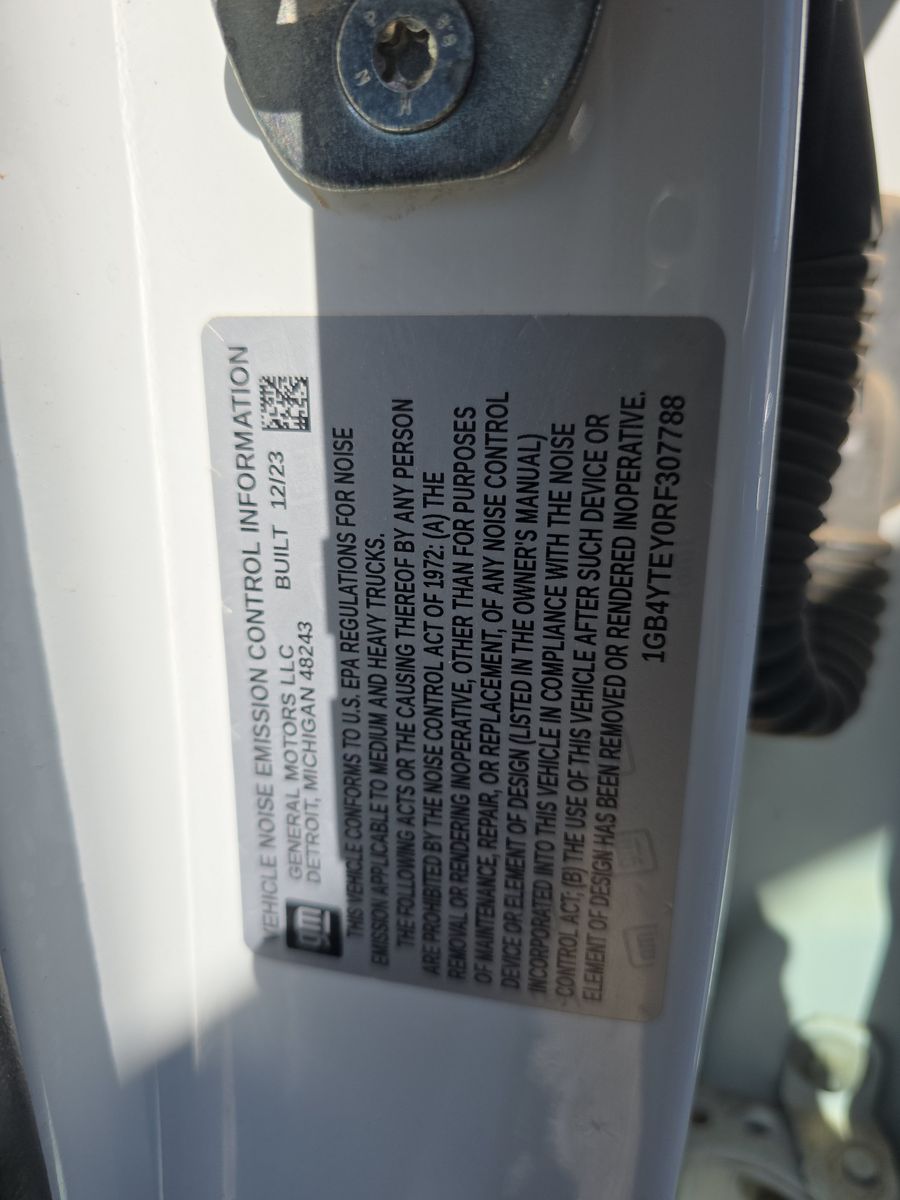 VEHICLE NOISE EMISSION CONTROL INFORMATION
GENERAL MOTORS LLC BUILT 12/23
DETROIT, MICHIGAN 48243
gm
THIS VEHICLE CONFORMS TO U.S. EPA REGULATIONS FOR NOISE
EMISSION APPLICABLE TO MEDIUM AND HEAVY TRUCKS.
THE FOLLOWING ACTS OR THE CAUSING THEREOF BY ANY PERSON
ARE PROHIBITED BY THE NOISE CONTROL ACT OF 1972: (A) THE
REMOVAL OR RENDERING INOPERATIVE, OTHER THAN FOR PURPOSES
OF MAINTENANCE, REPAIR, OR REPLACEMENT, OF ANY NOISE CONTROL
DEVICE OR ELEMENT OF DESIGN (LISTED IN THE OWNER'S MANUAL)
INCORPORATED INTO THIS VEHICLE IN COMPLIANCE WITH THE NOISE
CONTROL ACT; (B) THE USE OF THIS VEHICLE AFTER SUCH DEVICE OR
ELEMENT OF DESIGN HAS BEEN REMOVED OR RENDERED INOPERATIVE.
1GB4YTEY0RF307788